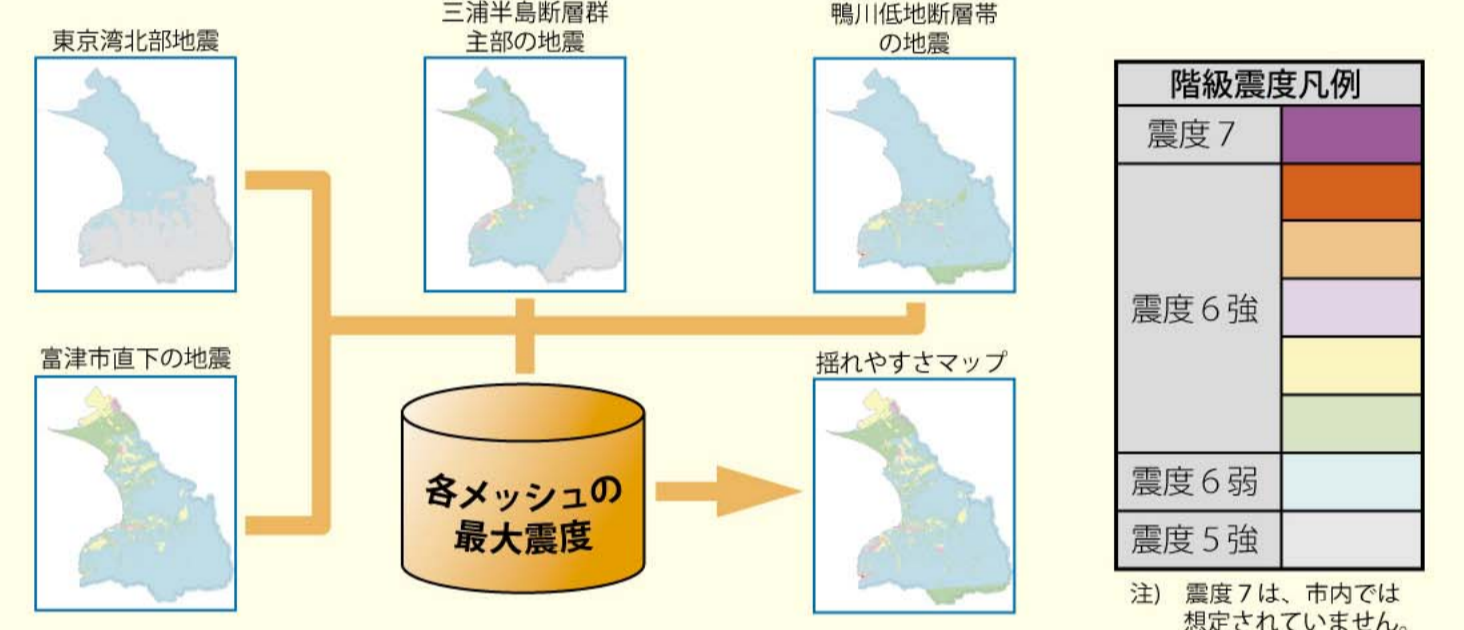 東京湾北部地震
三浦半島断層群
主部の地震
鴨川低地断層帯
の地震
富津市直下の地震
各メッシュの
最大震度
揺れやすさマップ
階級震度凡例
震度7
震度6強
震度6弱
震度5強
注) 震度7は、市内では
想定されていません。